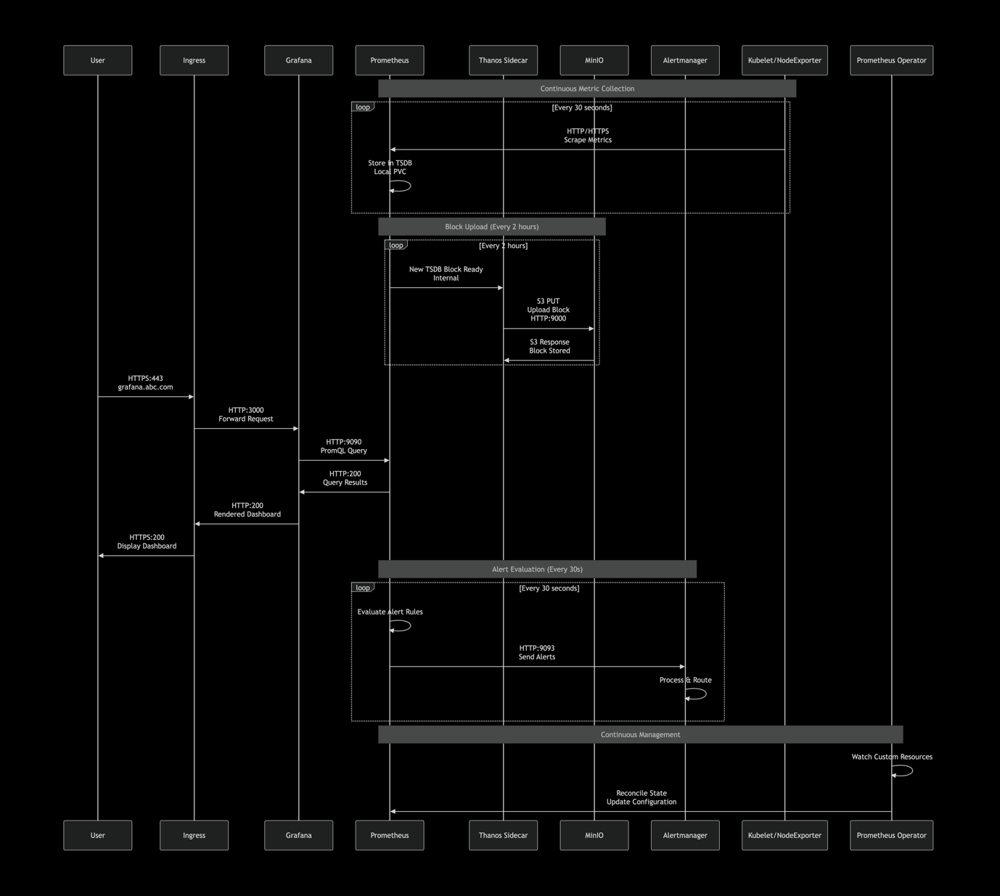 User
Ingress
Grafana
Prometheus
Thanos Sidecar
MinIO
Alertmanager
Kubelet/NodeExporter
Prometheus Operator
Continuous Metric Collection
loop
[Every 30 seconds]
HTTP/HTTPS
Scrape Metrics
Store in TSDB
Local PVC
Block Upload (Every 2 hours)
loop
[Every 2 hours]
New TSDB Block Ready
Internal
S3 PUT
Upload Block
HTTP:9000
S3 Response
Block Stored
HTTPS:443
grafana.abc.com
HTTP:3000
Forward Request
HTTP:9090
PromQL Query
HTTP:200
Query Results
HTTP:200
Rendered Dashboard
HTTPS:200
Display Dashboard
Alert Evaluation (Every 30s)
loop
[Every 30 seconds]
Evaluate Alert Rules
HTTP:9093
Send Alerts
Process & Route
Continuous Management
Watch Custom Resources
Reconcile State
Update Configuration
User
Ingress
Grafana
Prometheus
Thanos Sidecar
MinIO
Alertmanager
Kubelet/NodeExporter
Prometheus Operator